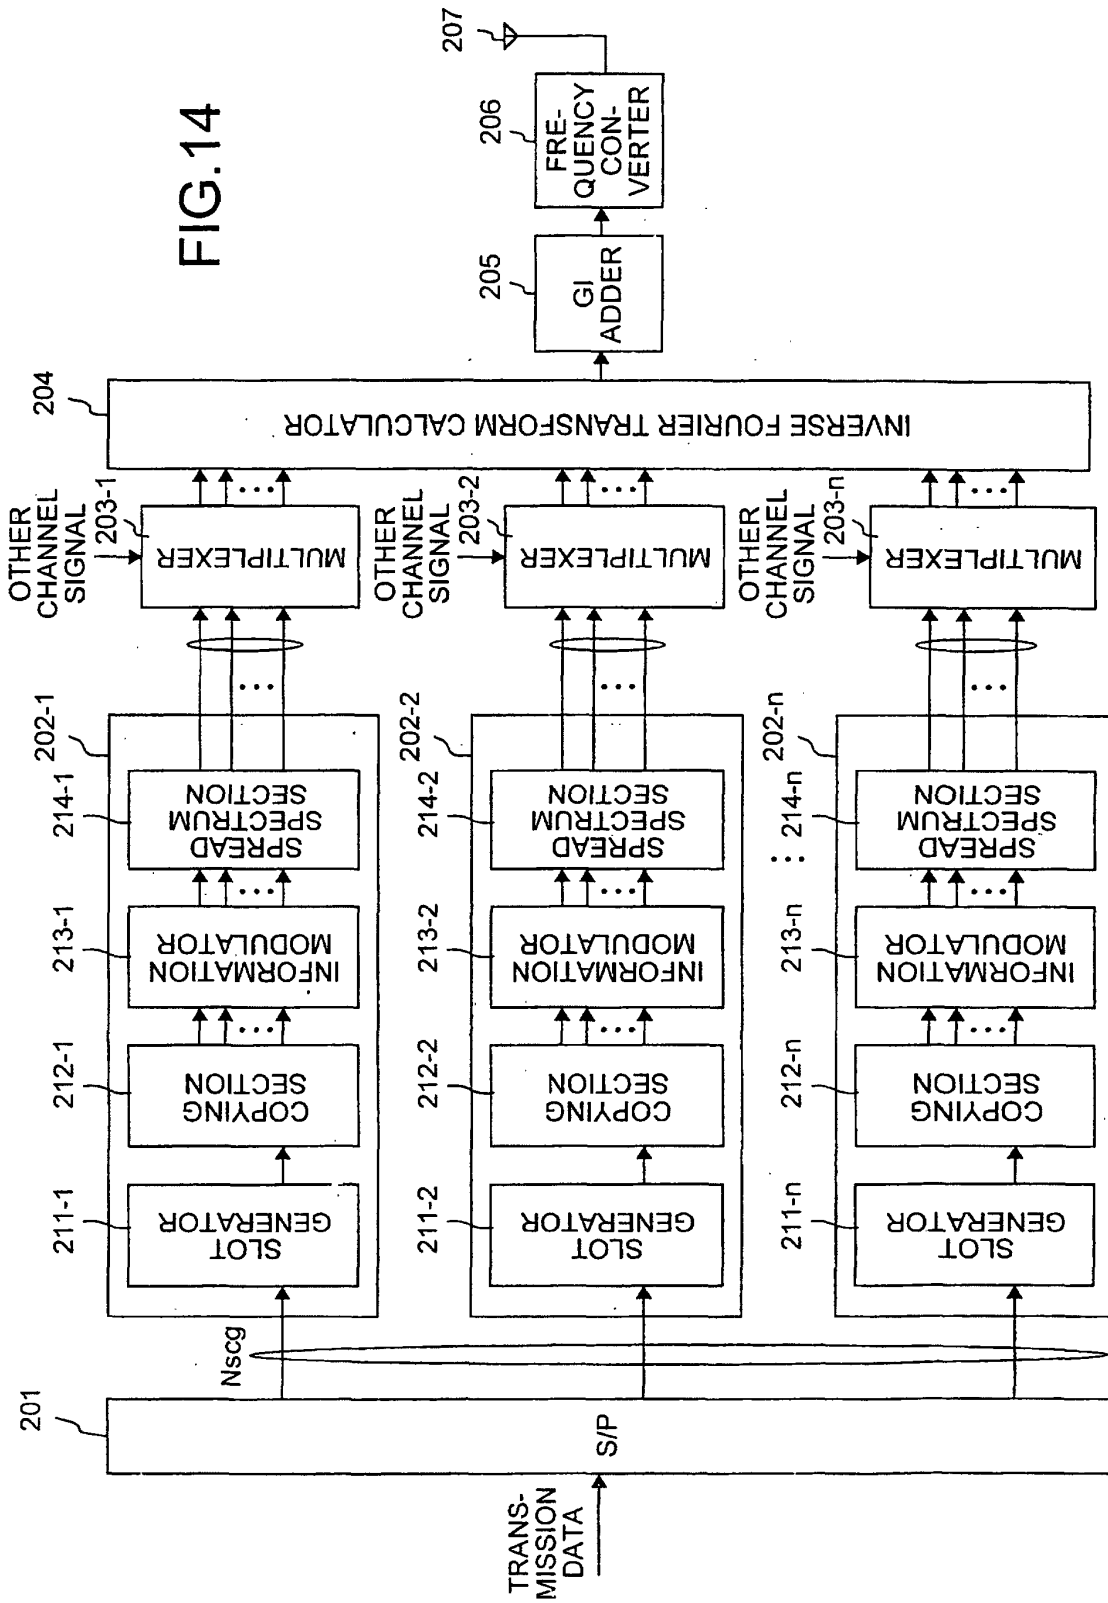 FIG.14
TRANS-
MISSION
DATA
201
S/P
Nscg
202-1
211-1
SLOT
GENERATOR
212-1
COPYING
SECTION
213-1
INFORMATION
MODULATOR
214-1
SPREAD
SPECTRUM
SECTION
OTHER
CHANNEL
SIGNAL
203-1
MULTIPLEXER
202-2
211-2
SLOT
GENERATOR
212-2
COPYING
SECTION
213-2
INFORMATION
MODULATOR
214-2
SPREAD
SPECTRUM
SECTION
OTHER
CHANNEL
SIGNAL
203-2
MULTIPLEXER
202-n
211-n
SLOT
GENERATOR
212-n
COPYING
SECTION
213-n
INFORMATION
MODULATOR
214-n
SPREAD
SPECTRUM
SECTION
OTHER
CHANNEL
SIGNAL
203-n
MULTIPLEXER
204
INVERSE FOURIER TRANSFORM CALCULATOR
205
GI
ADDER
206
FRE-
QUENCY
CON-
VERTER
207